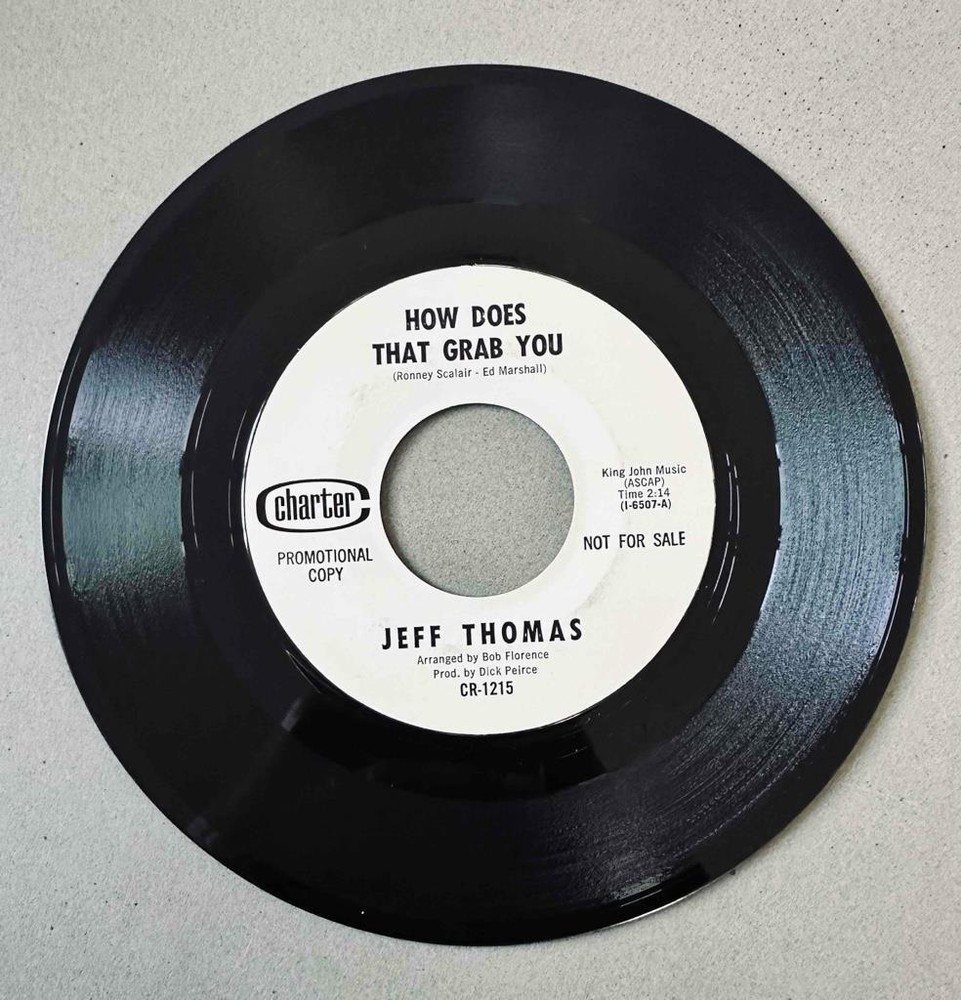 HOW DOES
THAT GRAB YOU
(Ronney Scalair - Ed Marshall)
charter
PROMOTIONAL
COPY
King John Music
(ASCAP)
Time 2:14
(I-6507-A)
NOT FOR SALE
JEFF THOMAS
Arranged by Bob Florence
Prod. by Dick Peirce
CR-1215